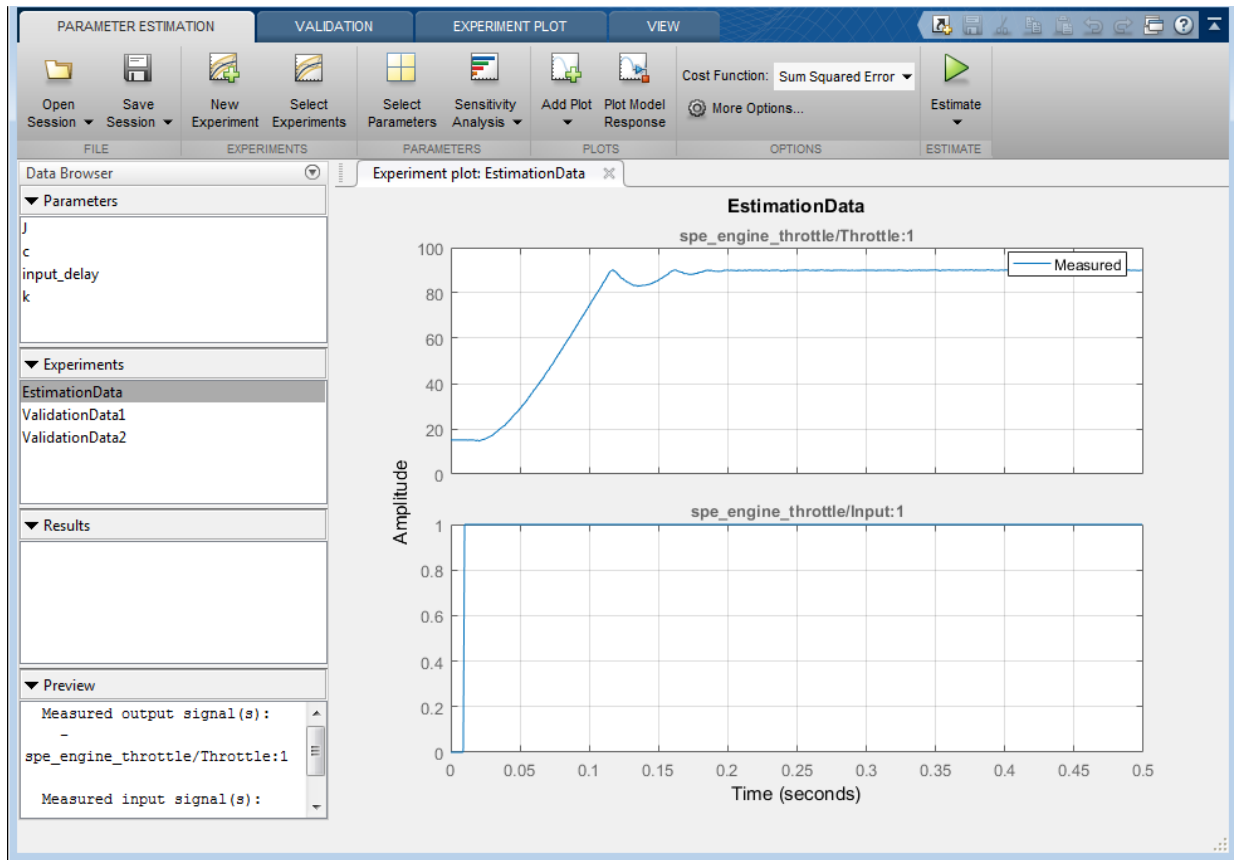 PARAMETER ESTIMATION VALIDATION EXPERIMENT PLOT VIEW
Open Session
Save Session
New Experiment
Select Experiments
Select Parameters
Sensitivity Analysis
Add Plot
Plot Model Response
Cost Function: Sum Squared Error
More Options...
Estimate
FILE EXPERIMENTS PARAMETERS PLOTS OPTIONS ESTIMATE
Data Browser
Parameters
J
c
input_delay
k
Experiments
EstimationData
ValidationData1
ValidationData2
Results
Preview
Measured output signal(s):
-
spe_engine_throttle/Throttle:1
Measured input signal(s):
Experiment plot: EstimationData
EstimationData
spe_engine_throttle/Throttle:1
Measured
100
80
60
40
20
0
Amplitude
spe_engine_throttle/Input:1
1
0.8
0.6
0.4
0.2
0
0 0.05 0.1 0.15 0.2 0.25 0.3 0.35 0.4 0.45 0.5
Time (seconds)